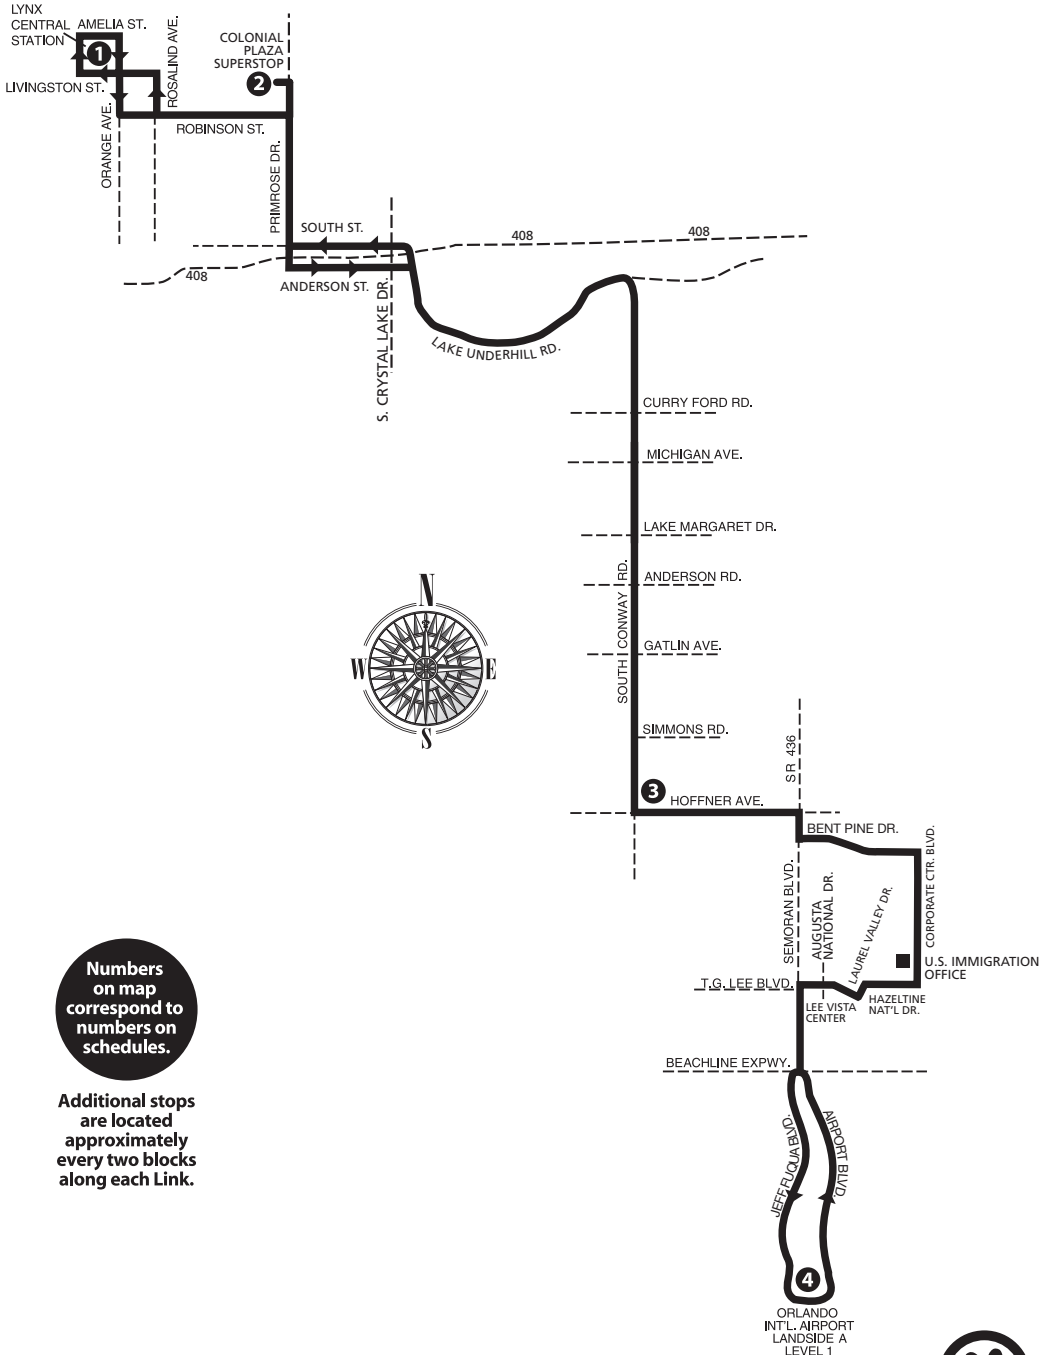 LYNX
CENTRAL
STATION
AMELIA ST.
1
LIVINGSTON ST.
ORANGE AVE.
ROSALIND AVE.
COLONIAL
PLAZA
SUPERSTOP
2
ROBINSON ST.
PRIMROSE DR.
SOUTH ST.
408
408
408
ANDERSON ST.
S. CRYSTAL LAKE DR.
LAKE UNDERHILL RD.
CURRY FORD RD.
MICHIGAN AVE.
LAKE MARGARET DR.
ANDERSON RD.
SOUTH CONWAY RD.
GATLIN AVE.
SIMMONS RD.
N
W
E
S
3
HOFFNER AVE.
SR 436
BENT PINE DR.
SEMORAN BLVD.
AUGUSTA
NATIONAL DR.
LAUREL VALLEY DR.
CORPORATE CTR. BLVD.
U.S. IMMIGRATION
OFFICE
T.G. LEE BLVD.
LEE VISTA
CENTER
HAZELTINE
NAT'L DR.
BEACHLINE EXPWY.
JEFF FUQUA BLVD.
AIRPORT BLVD.
4
ORLANDO
INT'L. AIRPORT
LANDSIDE A
LEVEL 1
Numbers
on map
correspond to
numbers on
schedules.
Additional stops
are located
approximately
every two blocks
along each Link.